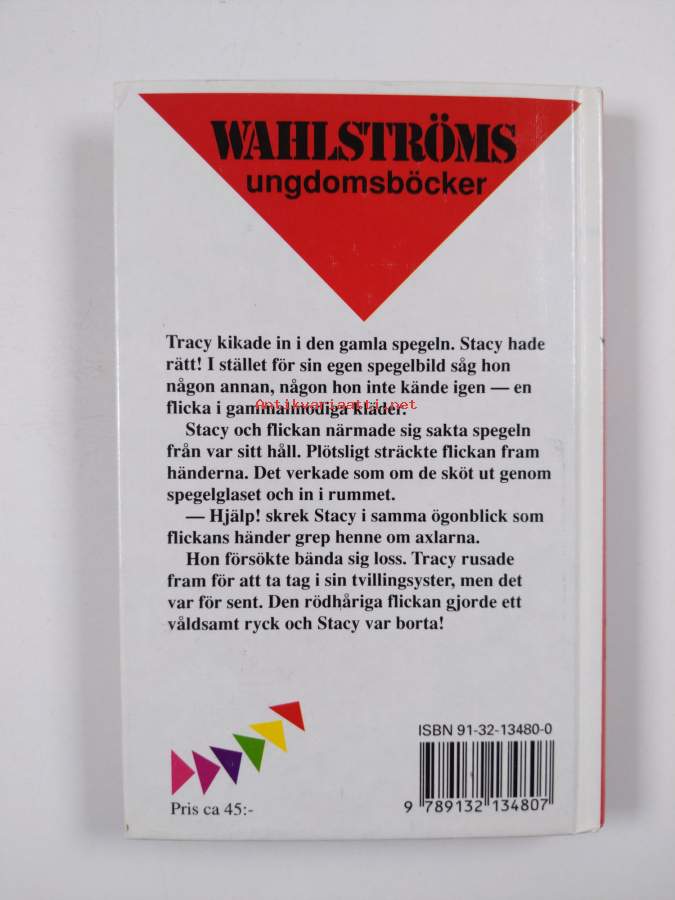 WAHLSTRÖMS
ungdomsböcker
Tracy kikade in i den gamla spegeln. Stacy hade
rätt! I stället för sin egen spegelbild såg hon
någon annan, någon hon inte kände igen — en
flicka i gammalmodiga kläder.
Antikvariaatti.net
Stacy och flickan närmade sig sakta spegeln
från var sitt håll. Plötsligt sträckte flickan fram
händerna. Det verkade som om de sköt ut genom
spegelglaset och in i rummet.
— Hjälp! skrek Stacy i samma ögonblick som
flickans händer grep henne om axlarna.
Hon försökte bända sig loss. Tracy rusade
fram för att ta tag i sin tvillingsyster, men det
var för sent. Den rödhåriga flickan gjorde ett
våldsamt ryck och Stacy var borta!
ISBN 91-32-13480-0
9 789132 134807
Pris ca 45:-